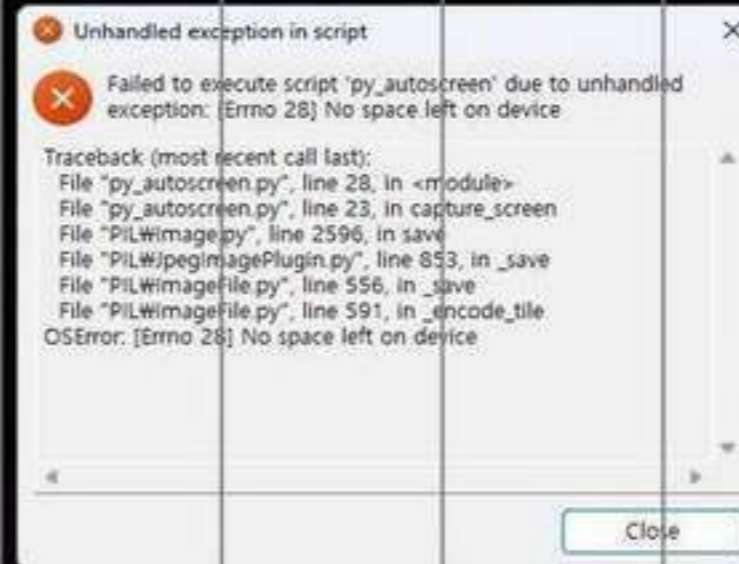 Unhandled exception in script
Failed to execute script 'py_autoscreen' due to unhandled
exception: [Errno 28] No space left on device
Traceback (most recent call last):
File "py_autoscreen.py", line 28, in <module>
File "py_autoscreen.py", line 23, in capture_screen
File "PIL₩Image.py", line 2596, in save
File "PIL₩JpegImagePlugin.py", line 853, in _save
File "PIL₩ImageFile.py", line 556, in _save
File "PIL₩ImageFile.py", line 591, in _encode_tile
OSError: [Errno 28] No space left on device
Close